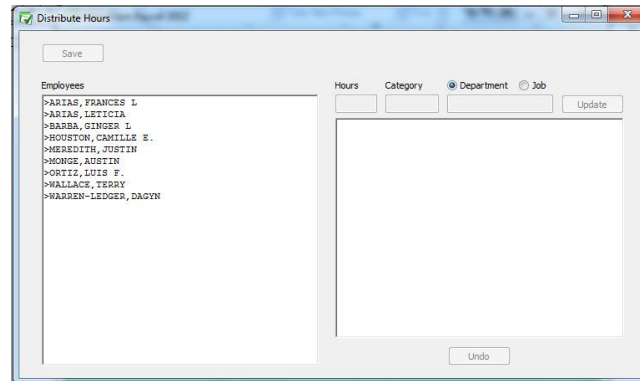 Distribute Hours
Save
Employees
>ARIAS,FRANCES L
>ARIAS,LETICIA
>BARBA,GINGER L
>HOUSTON,CAMILLE E.
>MEREDITH,JUSTIN
>MONGE,AUSTIN
>ORTIZ,LUIS F.
>WALLACE,TERRY
>WARREN-LEDGER,DAGYN
Hours Category Department Job
Update
Undo